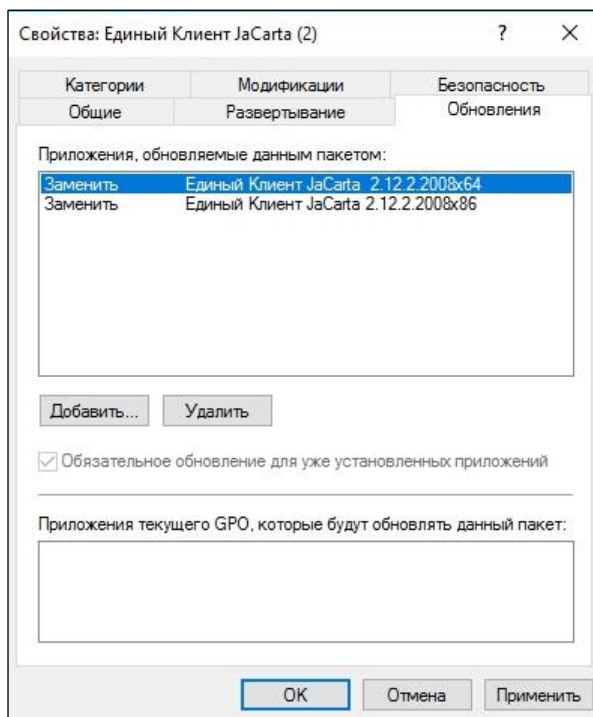 Свойства: Единый Клиент JaCarta (2)
? ×
Категории Модификации Безопасность
Общие Развертывание Обновления
Приложения, обновляемые данным пакетом:
Заменить Единый Клиент JaCarta 2.12.2.2008x64
Заменить Единый Клиент JaCarta 2.12.2.2008x86
Добавить... Удалить
Обязательное обновление для уже установленных приложений
Приложения текущего GPO, которые будут обновлять данный пакет:
OK Отмена Применить